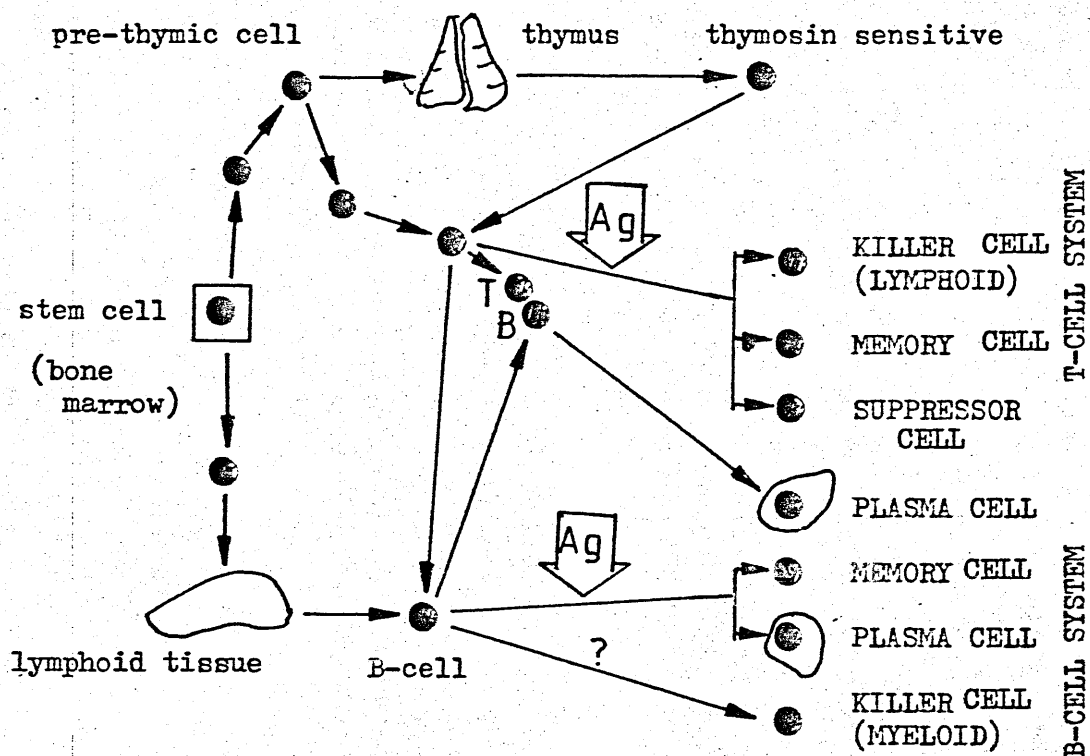 pre-thymic cell
thymus
thymosin sensitive
Ag
KILLER CELL
(LYMPHOID)
T
B
stem cell
(bone
marrow)
MEMORY CELL
SUPPRESSOR
CELL
T-CELL SYSTEM
PLASMA CELL
Ag
MEMORY CELL
PLASMA CELL
?
lymphoid tissue
B-cell
KILLER CELL
(MYELOID)
B-CELL SYSTEM